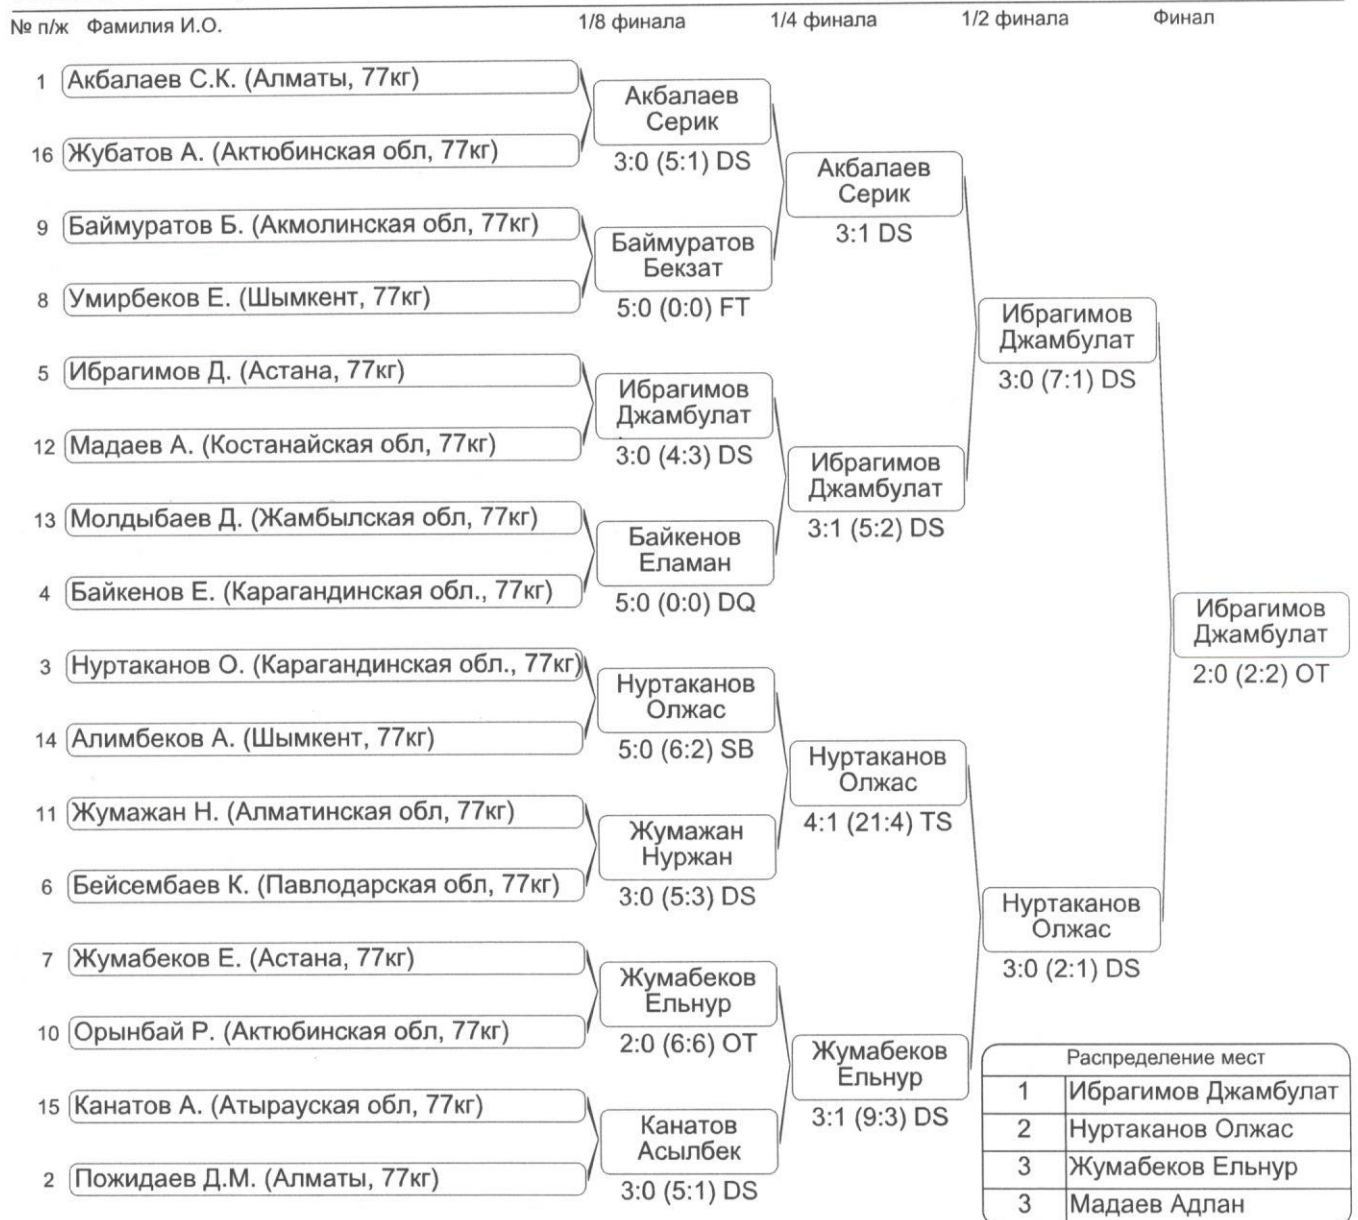 № п/ж Фамилия И.О. 1/8 финала 1/4 финала 1/2 финала Финал
1 Акбалаев С.К. (Алматы, 77кг)
16 Жубатов А. (Актюбинская обл, 77кг)
9 Баймуратов Б. (Акмолинская обл, 77кг)
8 Умирбеков Е. (Шымкент, 77кг)
5 Ибрагимов Д. (Астана, 77кг)
12 Мадаев А. (Костанайская обл, 77кг)
13 Молдыбаев Д. (Жамбылская обл, 77кг)
4 Байкенов Е. (Карагандинская обл., 77кг)
3 Нуртаканов О. (Карагандинская обл., 77кг)
14 Алимбеков А. (Шымкент, 77кг)
11 Жумажан Н. (Алматинская обл, 77кг)
6 Бейсембаев К. (Павлодарская обл, 77кг)
7 Жумабеков Е. (Астана, 77кг)
10 Орынбай Р. (Актюбинская обл, 77кг)
15 Канатов А. (Атырауская обл, 77кг)
2 Пожидаев Д.М. (Алматы, 77кг)
Акбалаев
Серик
3:0 (5:1) DS
Баймуратов
Бекзат
5:0 (0:0) FT
Ибрагимов
Джамбулат
3:0 (4:3) DS
Байкенов
Еламан
5:0 (0:0) DQ
Нуртаканов
Олжас
5:0 (6:2) SB
Жумажан
Нуржан
3:0 (5:3) DS
Жумабеков
Ельнур
2:0 (6:6) OT
Канатов
Асылбек
3:0 (5:1) DS
Акбалаев
Серик
3:1 DS
Ибрагимов
Джамбулат
3:1 (5:2) DS
Нуртаканов
Олжас
4:1 (21:4) TS
Жумабеков
Ельнур
3:1 (9:3) DS
Ибрагимов
Джамбулат
3:0 (7:1) DS
Нуртаканов
Олжас
3:0 (2:1) DS
Ибрагимов
Джамбулат
2:0 (2:2) OT
Распределение мест
1 Ибрагимов Джамбулат
2 Нуртаканов Олжас
3 Жумабеков Ельнур
3 Мадаев Адлан